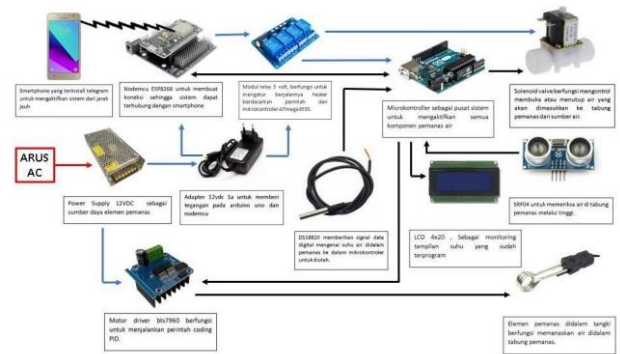 Smartphone yang terinstall telegram
untuk mengaktifkan sistem dari jarak
jauh
Nodemcu ESP8266 untuk membuat
koneksi sehingga sistem dapat
terhubung dengan smartphone
Modul relay 5 volt, berfungsi untuk
mengatur berjalannya heater
berdasarkan perintah dari
mikrokontroler ATmega8535.
Mikrokontroller sebagai pusat sistem
untuk mengaktifkan semua
komponen pemanas air
Solenoid valve berfungsi mengontrol
membuka atau menutup air yang
akan dimasukan ke tabung
pemanas dari sumber air.
ARUS
AC
Power Supply 12VDC sebagai
sumber daya elemen pemanas
Adapter 12vdc 1a untuk memberi
tegangan pada arduino uno dan
nodemcu
DS18B20 memberikan signal data
digital mengenai suhu air didalam
pemanas ke dalam mikrokontroler
untuk diolah.
LCD 4x20 , Sebagai monitoring
tampilan suhu yang sudah
terprogram
SRF04 untuk memeriksa air di tabung
pemanas melalui tinggi.
Motor driver bts7960 berfungsi
untuk menjalankan perintah coding
PID.
Elemen pemanas didalam tangki
berfungsi memanaskan air didalam
tabung pemanas.